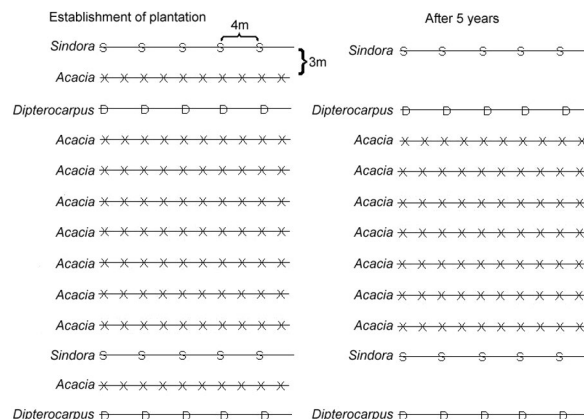 Establishment of plantation
After 5 years
4m
3m
Sindora S S S S S
Acacia X X X X X X X X X X
Dipterocarpus D D D D D
Acacia X X X X X X X X X X
Acacia X X X X X X X X X X
Acacia X X X X X X X X X X
Acacia X X X X X X X X X X
Acacia X X X X X X X X X X
Acacia X X X X X X X X X X
Acacia X X X X X X X X X X
Sindora S S S S S
Acacia X X X X X X X X X X
Dipterocarpus D D D D D
Sindora S S S S S
Dipterocarpus D D D D D
Acacia X X X X X X X X X X
Acacia X X X X X X X X X X
Acacia X X X X X X X X X X
Acacia X X X X X X X X X X
Acacia X X X X X X X X X X
Acacia X X X X X X X X X X
Acacia X X X X X X X X X X
Sindora S S S S S
Dipterocarpus D D D D D